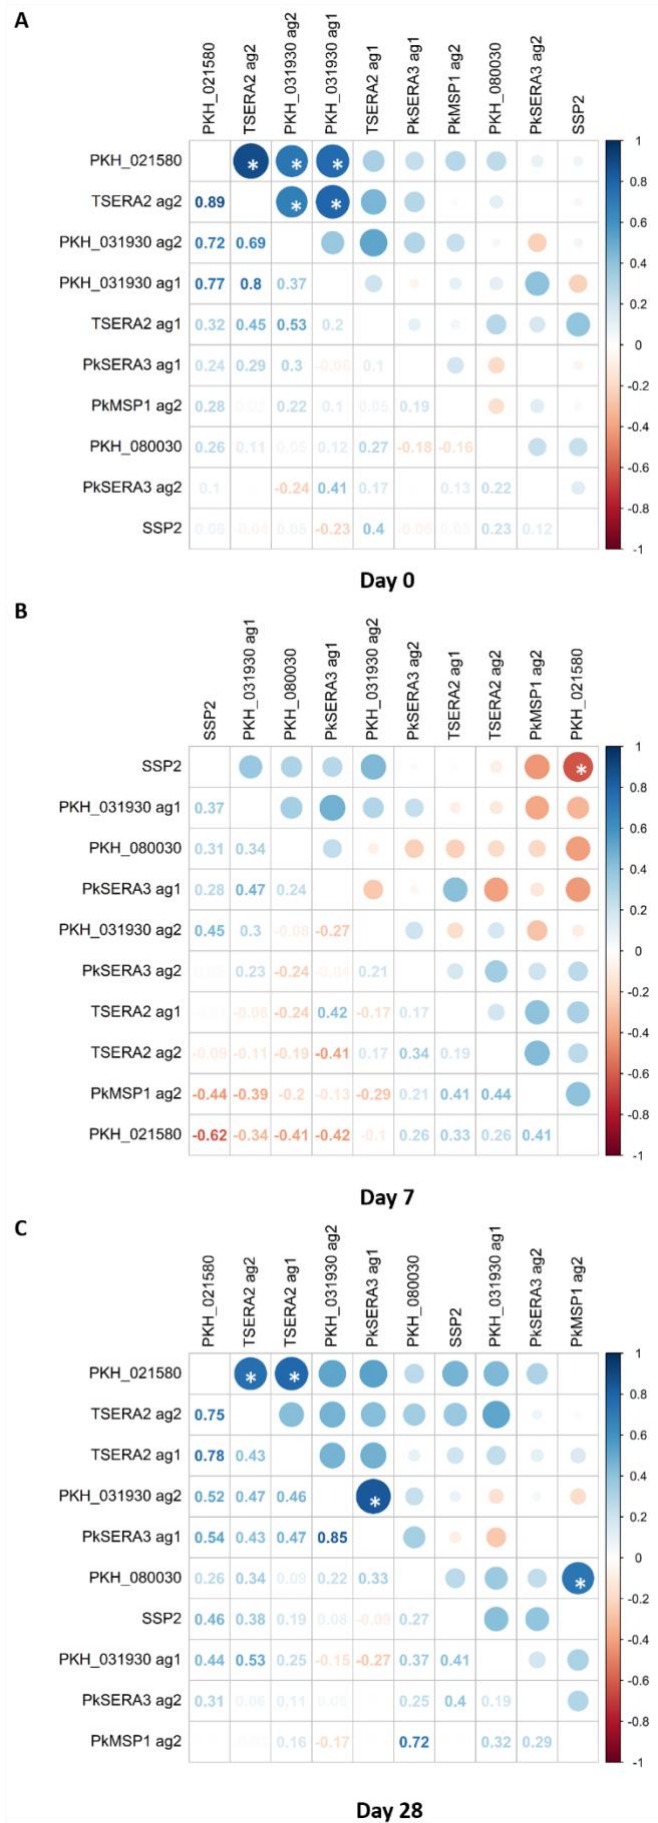 A
PKH_021580
TSERA2 ag2
PKH_031930 ag2
PKH_031930 ag1
TSERA2 ag1
PkSERA3 ag1
PkMSP1 ag2
PKH_080030
PkSERA3 ag2
SSP2
PKH_021580 * * *
TSERA2 ag2 0.89 * *
PKH_031930 ag2 0.72 0.69
PKH_031930 ag1 0.77 0.8 0.37
TSERA2 ag1 0.32 0.45 0.53 0.2
PkSERA3 ag1 0.24 0.29 0.3 0.1
PkMSP1 ag2 0.28 0.22 0.1 0.05 0.19
PKH_080030 0.26 0.11 0.05 0.12 0.27 -0.18 -0.16
PkSERA3 ag2 0.1 -0.24 0.41 0.17 0.13 0.22
SSP2 0.06 -0.04 0.05 -0.23 0.4 0.23 0.12
1
0.8
0.6
0.4
0.2
0
-0.2
-0.4
-0.6
-0.8
-1
Day 0
B
SSP2
PKH_031930 ag1
PKH_080030
PkSERA3 ag1
PKH_031930 ag2
PkSERA3 ag2
TSERA2 ag1
TSERA2 ag2
PkMSP1 ag2
PKH_021580
SSP2 *
PKH_031930 ag1 0.37
PKH_080030 0.31 0.34
PkSERA3 ag1 0.28 0.47 0.24
PKH_031930 ag2 0.45 0.3 -0.08 -0.27
PkSERA3 ag2 0.23 -0.24 -0.04 0.21
TSERA2 ag1 -0.08 -0.24 0.42 -0.17 0.17
TSERA2 ag2 -0.09 -0.11 -0.19 -0.41 0.17 0.34 0.19
PkMSP1 ag2 -0.44 -0.39 -0.2 -0.13 -0.29 0.21 0.41 0.44
PKH_021580 -0.62 -0.34 -0.41 -0.42 -0.1 0.26 0.33 0.26 0.41
1
0.8
0.6
0.4
0.2
0
-0.2
-0.4
-0.6
-0.8
-1
Day 7
C
PKH_021580
TSERA2 ag2
TSERA2 ag1
PKH_031930 ag2
PkSERA3 ag1
PKH_080030
SSP2
PKH_031930 ag1
PkSERA3 ag2
PkMSP1 ag2
PKH_021580 * *
TSERA2 ag2 0.75
TSERA2 ag1 0.78 0.43
PKH_031930 ag2 0.52 0.47 0.46 *
PkSERA3 ag1 0.54 0.43 0.47 0.85
PKH_080030 0.26 0.34 0.09 0.22 0.33 *
SSP2 0.46 0.38 0.19 0.08 -0.09 0.27
PKH_031930 ag1 0.44 0.53 0.25 -0.15 -0.27 0.37 0.41
PkSERA3 ag2 0.31 0.06 0.11 0.25 0.4 0.19
PkMSP1 ag2 0.16 -0.17 0.72 0.32 0.29
1
0.8
0.6
0.4
0.2
0
-0.2
-0.4
-0.6
-0.8
-1
Day 28